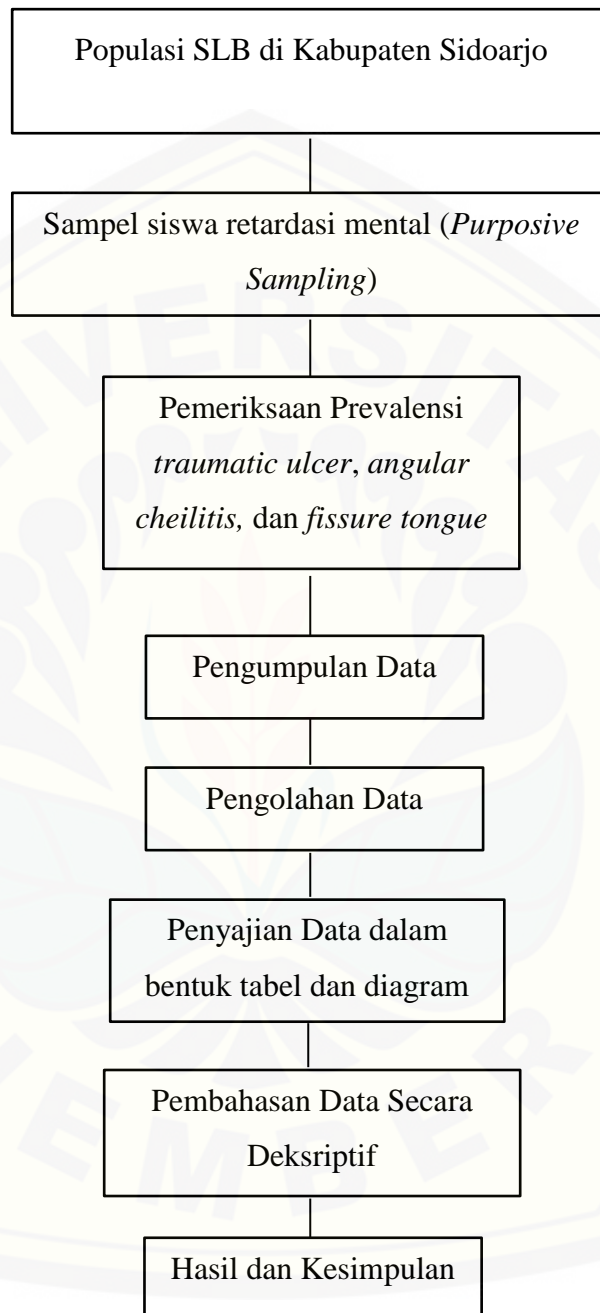 Populasi SLB di Kabupaten Sidoarjo
Sampel siswa retardasi mental (Purposive
Sampling)
Pemeriksaan Prevalensi
traumatic ulcer, angular
cheilitis, dan fissure tongue
Pengumpulan Data
Pengolahan Data
Penyajian Data dalam
bentuk tabel dan diagram
Pembahasan Data Secara
Deksriptif
Hasil dan Kesimpulan